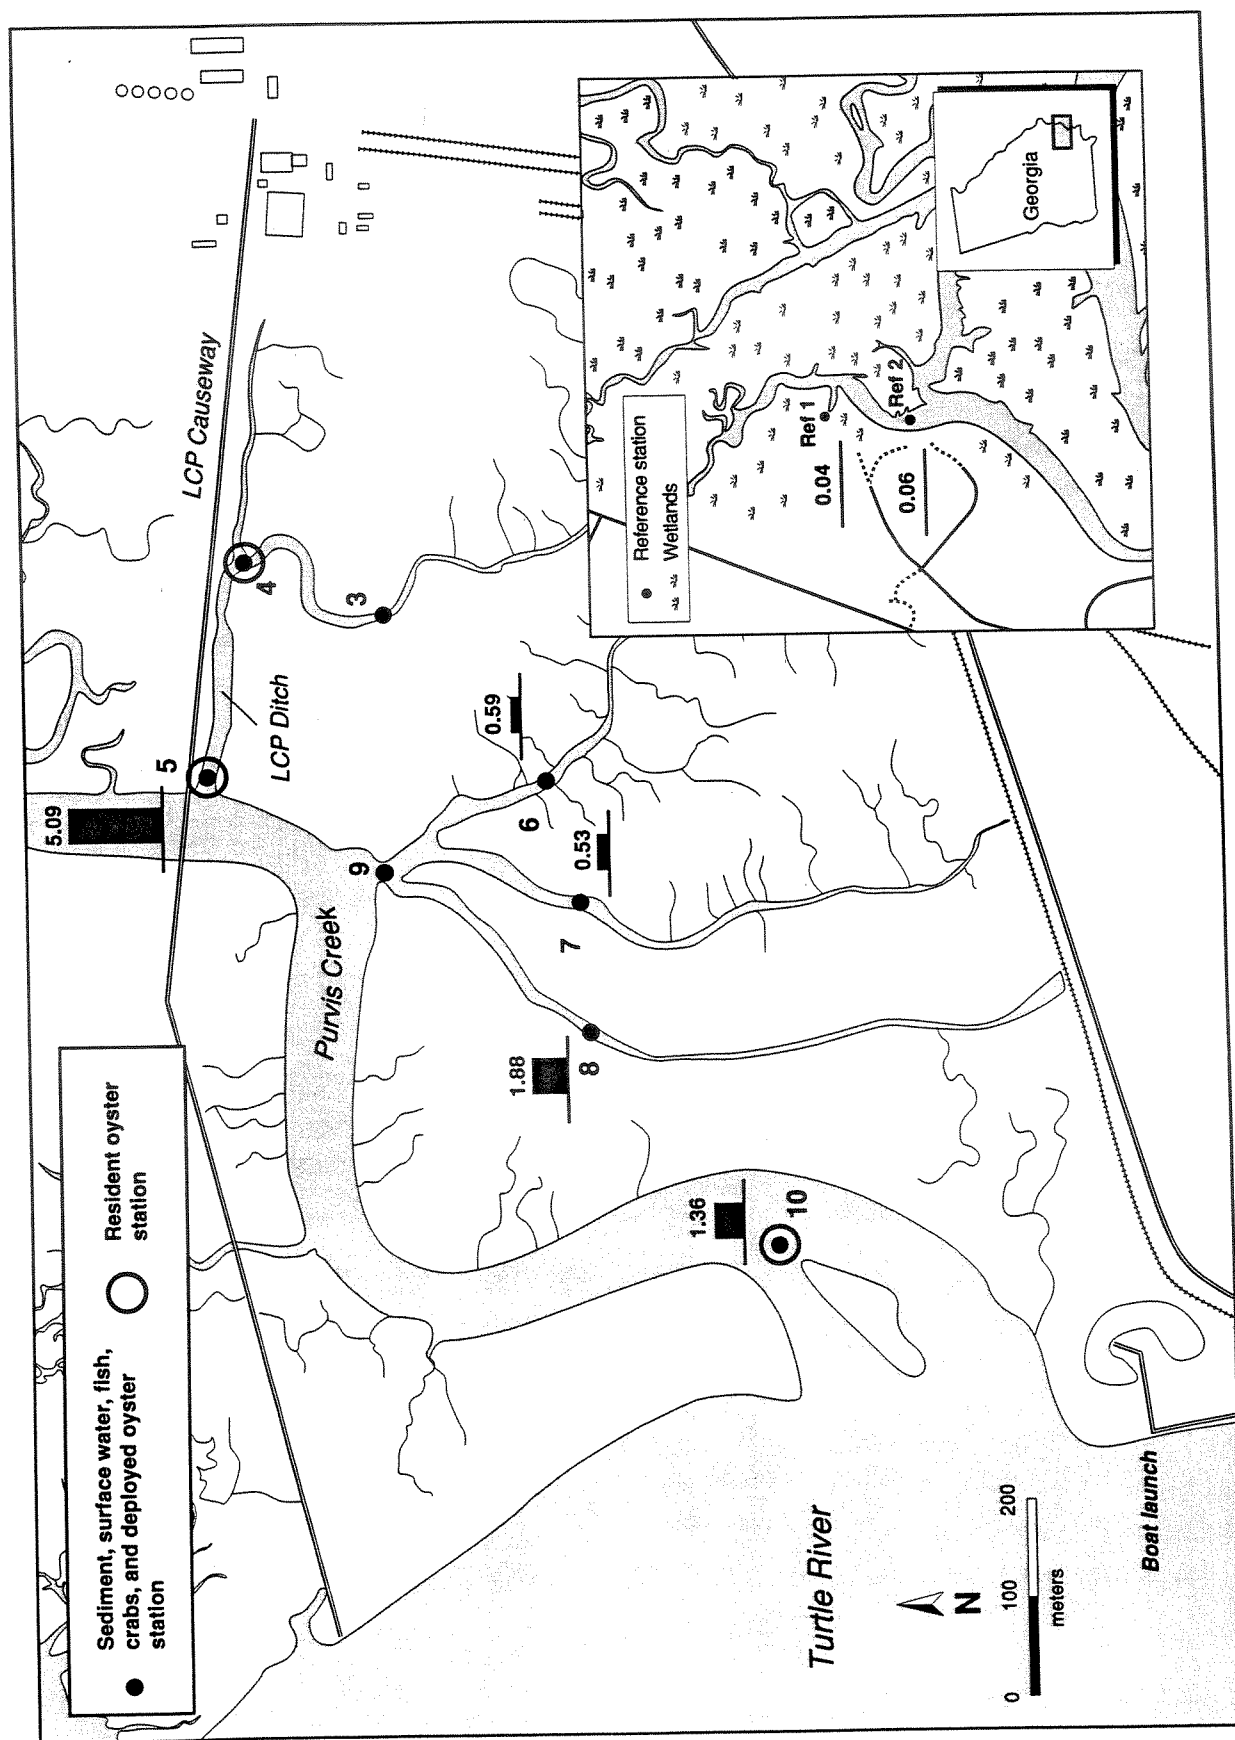 Sediment, surface water, fish,
crabs, and deployed oyster
station
Resident oyster
station
5.09
5
LCP Causeway
LCP Ditch
4
3
Purvis Creek
9
0.59
6
0.53
7
1.88
8
1.36
10
Turtle River
N
0
100
200
meters
Boat launch
Reference station
Wetlands
Ref 1
0.04
Ref 2
0.06
Georgia